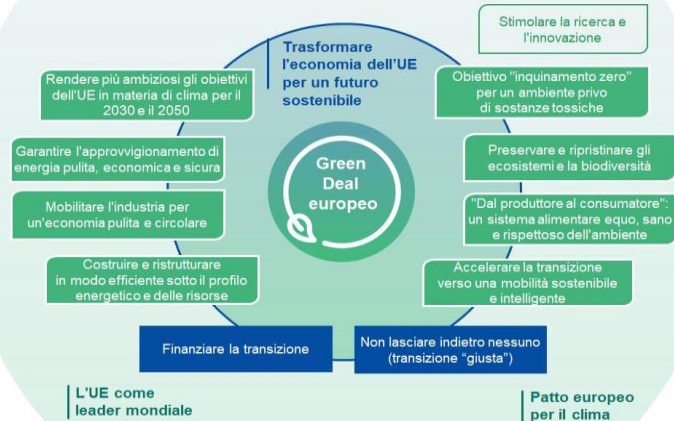 Stimolare la ricerca e
l'innovazione
Trasformare
l'economia dell'UE
per un futuro
sostenibile
Rendere più ambiziosi gli obiettivi
dell'UE in materia di clima per il
2030 e il 2050
Obiettivo "inquinamento zero"
per un ambiente privo
di sostanze tossiche
Garantire l'approvvigionamento di
energia pulita, economica e sicura
Preservare e ripristinare gli
ecosistemi e la biodiversità
Green
Deal
europeo
Mobilitare l'industria per
un'economia pulita e circolare
"Dal produttore al consumatore":
un sistema alimentare equo, sano
e rispettoso dell'ambiente
Costruire e ristrutturare
in modo efficiente sotto il profilo
energetico e delle risorse
Accelerare la transizione
verso una mobilità sostenibile
e intelligente
Finanziare la transizione
Non lasciare indietro nessuno
(transizione "giusta")
L'UE come
leader mondiale
Patto europeo
per il clima